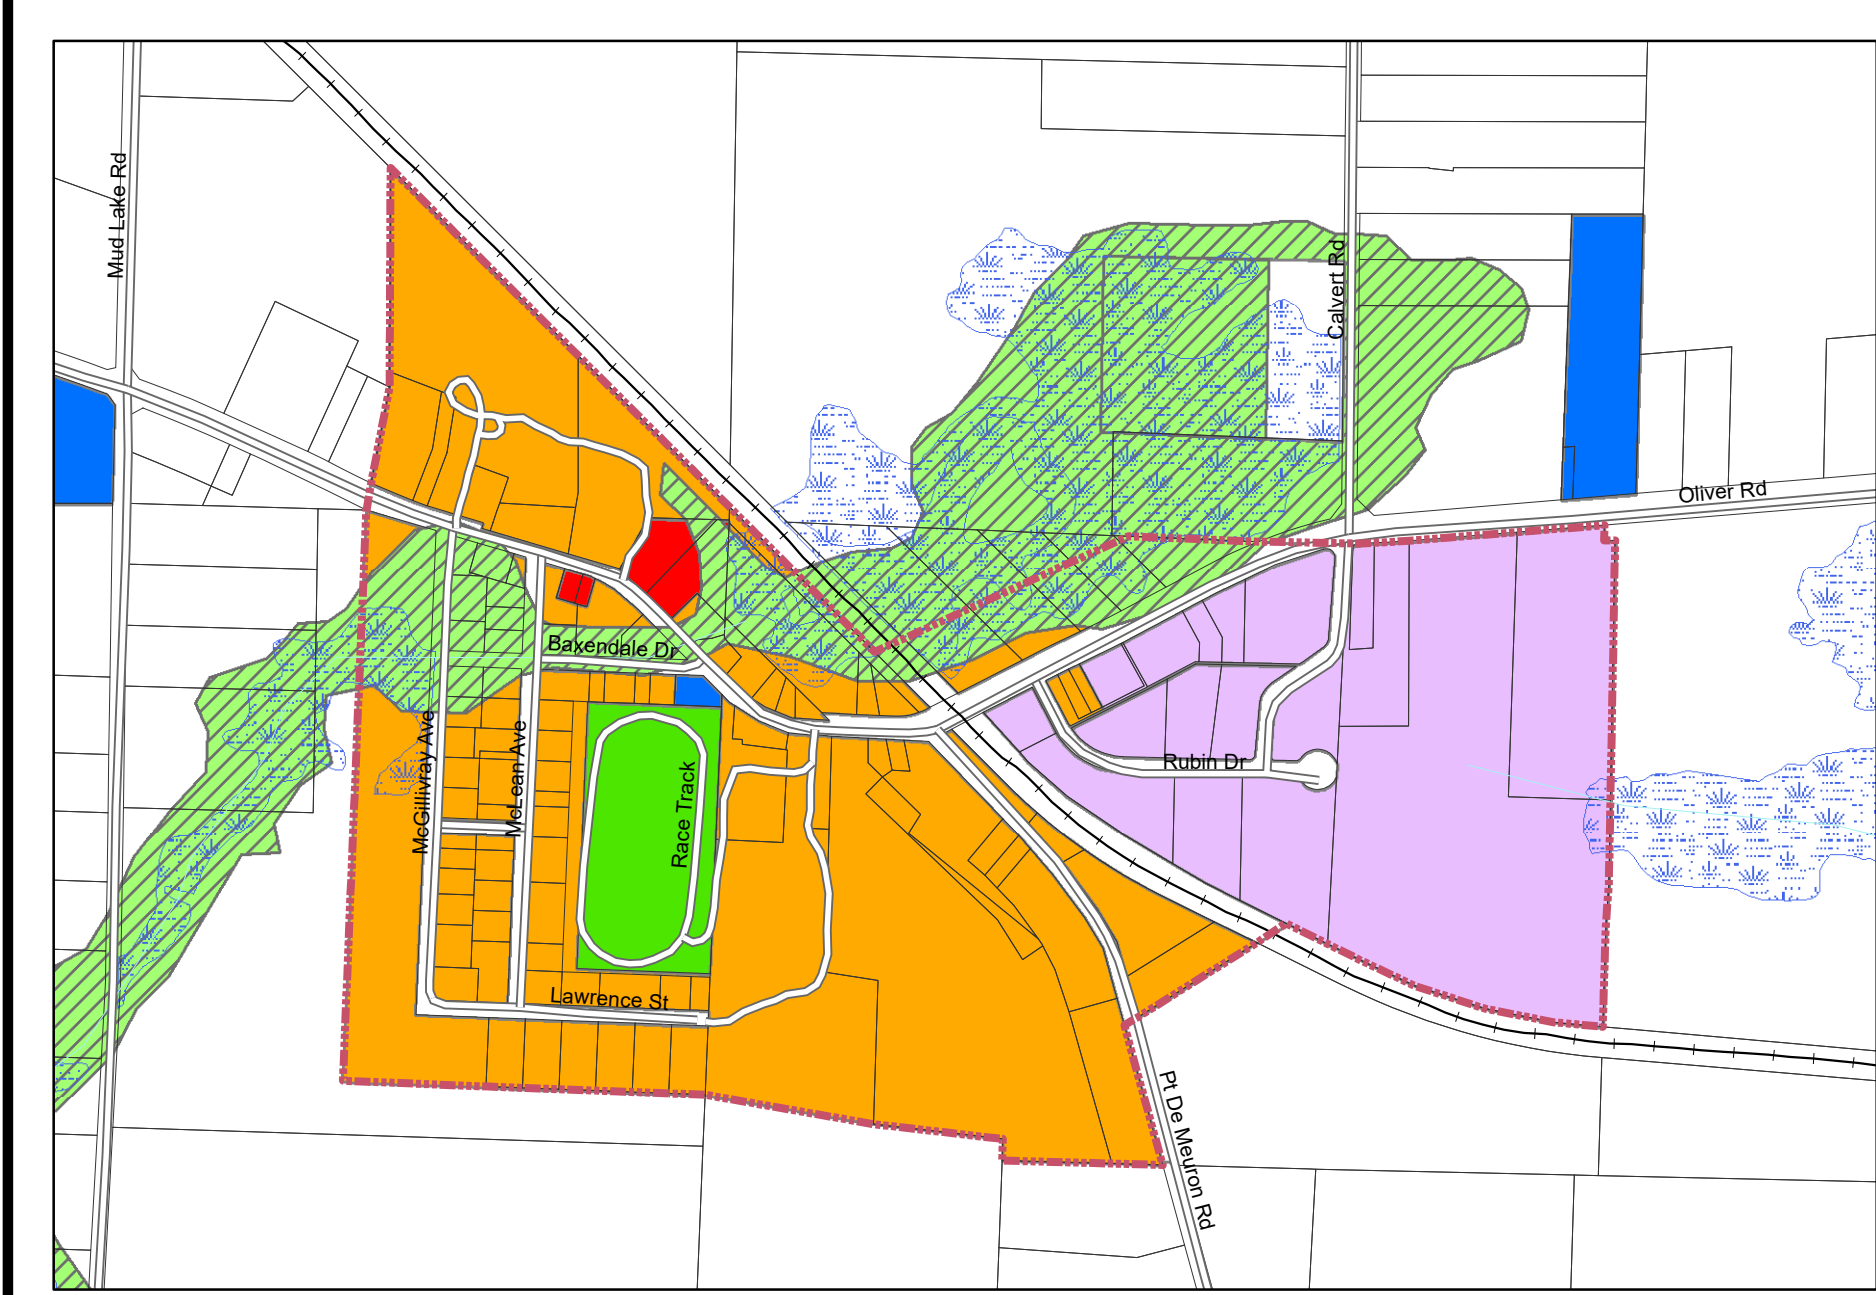 Mud Lake Rd
Calvert Rd
Oliver Rd
Baxendale Dr
McGillivray Ave
McLean Ave
Race Track
Rubin Dr
Lawrence St
Pt De Meuron Rd